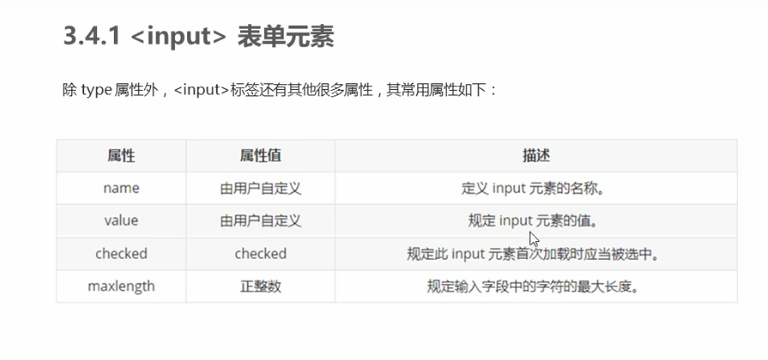 3.4.1 <input> 表单元素
除 type 属性外，<input>标签还有其他很多属性，其常用属性如下：
属性 属性值 描述
name 由用户自定义 定义 input 元素的名称。
value 由用户自定义 规定 input 元素的值。
checked checked 规定此 input 元素首次加载时应当被选中。
maxlength 正整数 规定输入字段中的字符的最大长度。